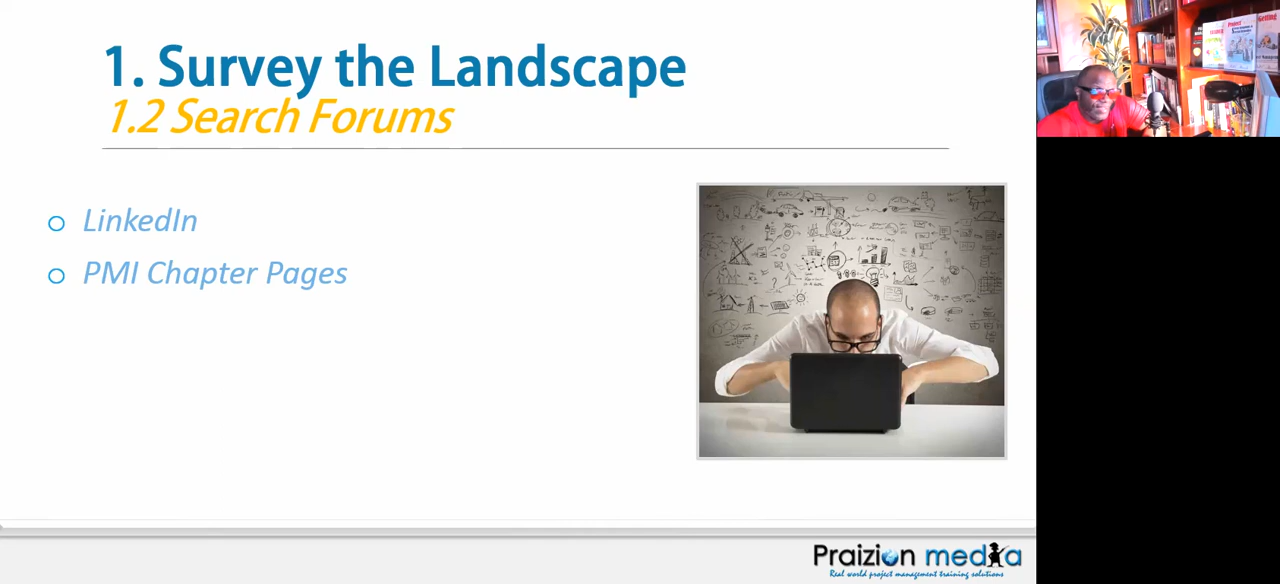 1. Survey the Landscape
1.2 Search Forums
LinkedIn
PMI Chapter Pages
Praizion media
Real world project management training solutions